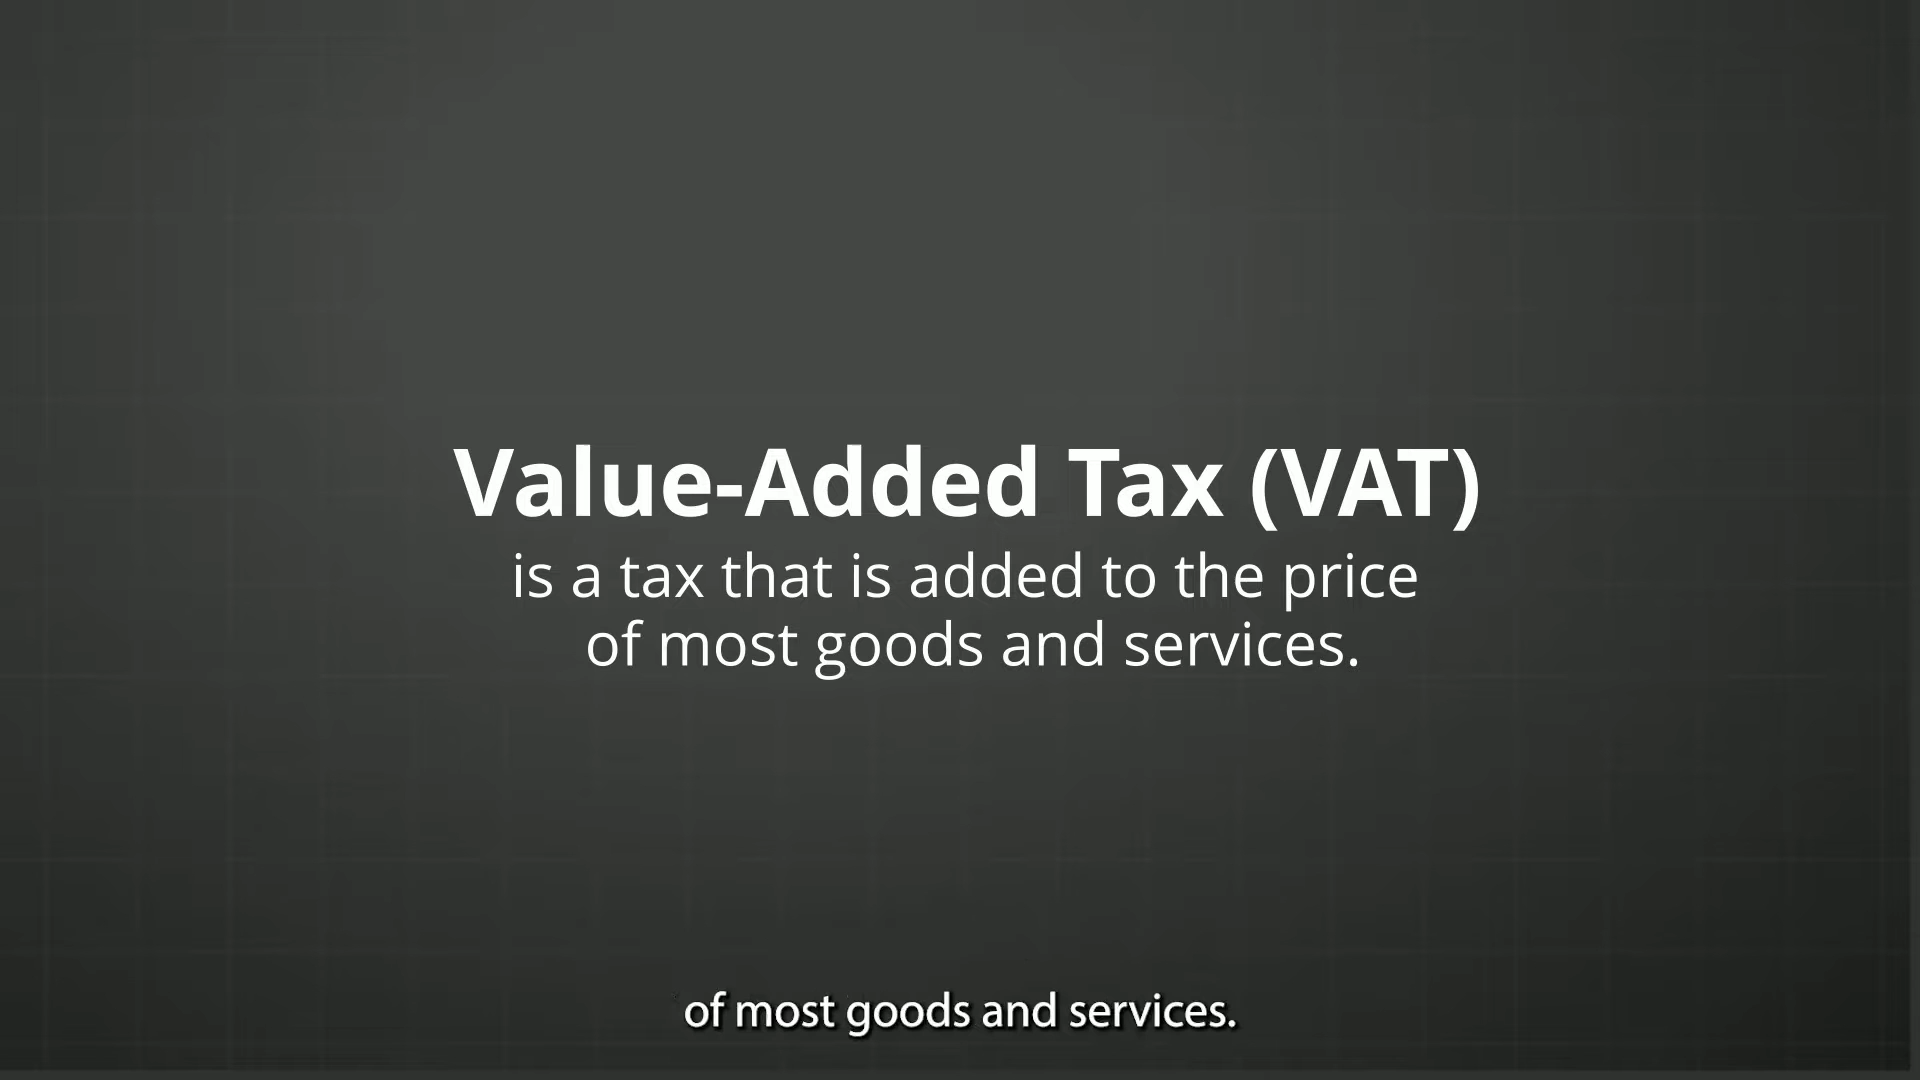 Value-Added Tax (VAT)
is a tax that is added to the price
of most goods and services.
of most goods and services.